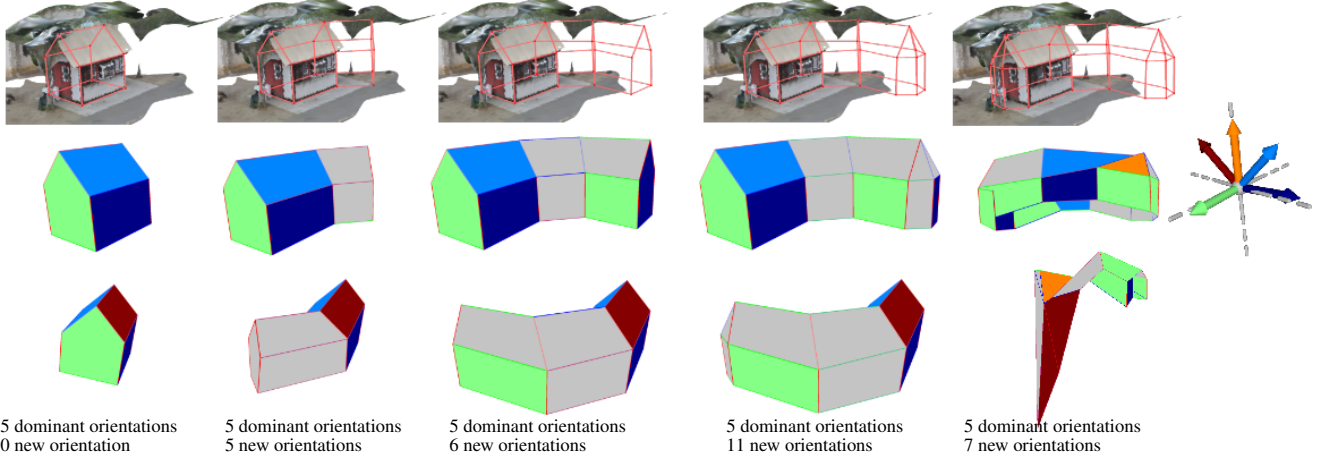 5 dominant orientations
0 new orientation
5 dominant orientations
5 new orientations
5 dominant orientations
6 new orientations
5 dominant orientations
11 new orientations
5 dominant orientations
7 new orientations